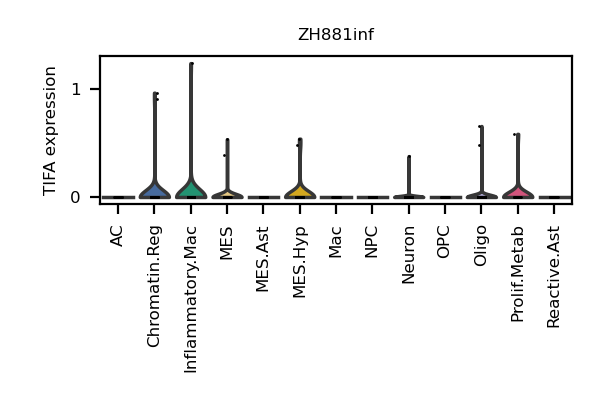 ZH881inf
TIFA expression
1
0
AC
Chromatin.Reg
Inflammatory.Mac
MES
MES.Ast
MES.Hyp
Mac
NPC
Neuron
OPC
Oligo
Prolif.Metab
Reactive.Ast